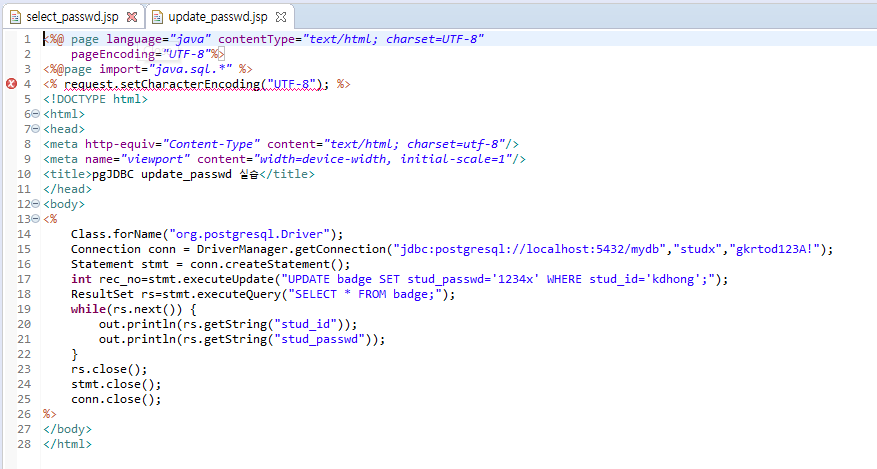 select_passwd.jsp
update_passwd.jsp
1 <%@ page language="java" contentType="text/html; charset=UTF-8"
2     pageEncoding="UTF-8"%>
3 <%@page import="java.sql.*" %>
4 <% request.setCharacterEncoding("UTF-8"); %>
5 <!DOCTYPE html>
6 <html>
7 <head>
8 <meta http-equiv="Content-Type" content="text/html; charset=utf-8"/>
9 <meta name="viewport" content="width=device-width, initial-scale=1"/>
10 <title>pgJDBC update_passwd 실습</title>
11 </head>
12 <body>
13 <%
14     Class.forName("org.postgresql.Driver");
15     Connection conn = DriverManager.getConnection("jdbc:postgresql://localhost:5432/mydb","studx","gkrtod123A!");
16     Statement stmt = conn.createStatement();
17     int rec_no=stmt.executeUpdate("UPDATE badge SET stud_passwd='1234x' WHERE stud_id='kdhong';");
18     ResultSet rs=stmt.executeQuery("SELECT * FROM badge;");
19     while(rs.next()) {
20         out.println(rs.getString("stud_id"));
21         out.println(rs.getString("stud_passwd"));
22     }
23     rs.close();
24     stmt.close();
25     conn.close();
26 %>
27 </body>
28 </html>